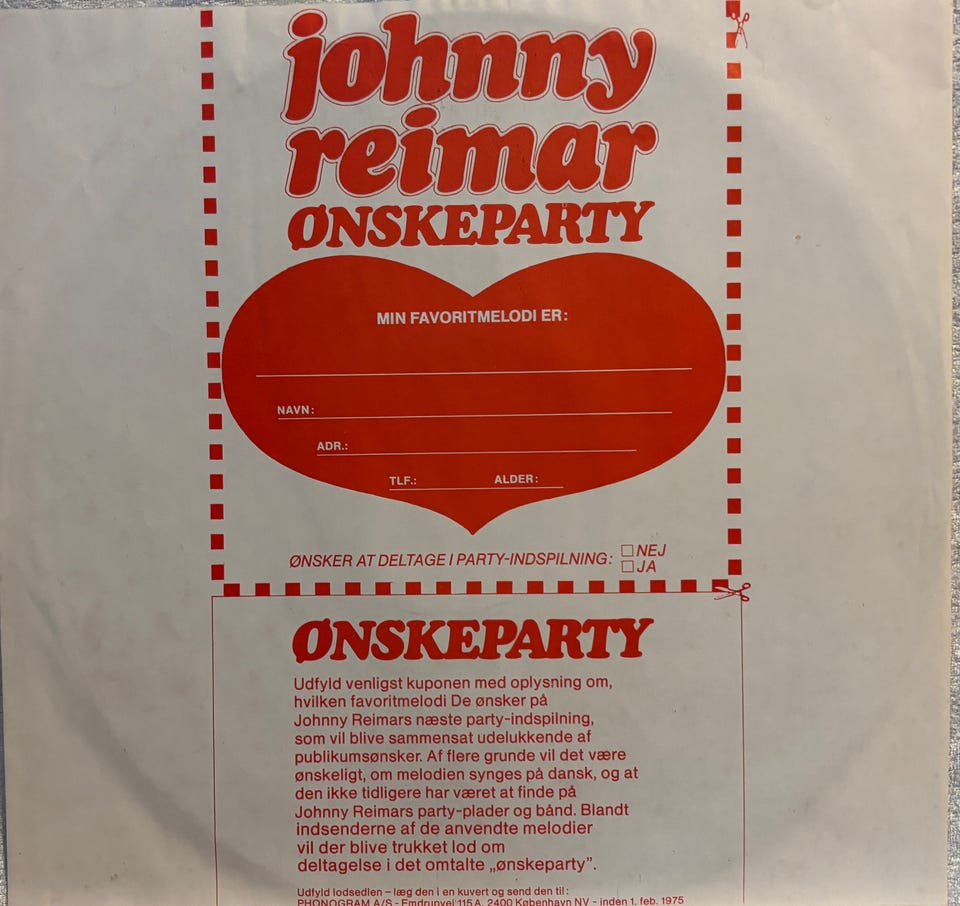 johnny
reimar
ØNSKEPARTY
MIN FAVORITMELODI ER:
NAVN:
ADR.:
TLF.: ALDER:
ØNSKER AT DELTAGE I PARTY-INDSPILNING: NEJ
JA
ØNSKEPARTY
Udfyld venligst kuponen med oplysning om,
hvilken favoritmelodi De ønsker på
Johnny Reimars næste party-indspilning,
som vil blive sammensat udelukkende af
publikumsønsker. Af flere grunde vil det være
ønskeligt, om melodien synges på dansk, og at
den ikke tidligere har været at finde på
Johnny Reimars party-plader og bånd. Blandt
indsenderne af de anvendte melodier
vil der blive trukket lod om
deltagelse i det omtalte „ønskeparty”.
Udfyld lodsedlen – læg den i en kuvert og send den til:
PHONOGRAM A/S - Emdrupvej 115 A, 2400 København NV - inden 1. feb. 1975